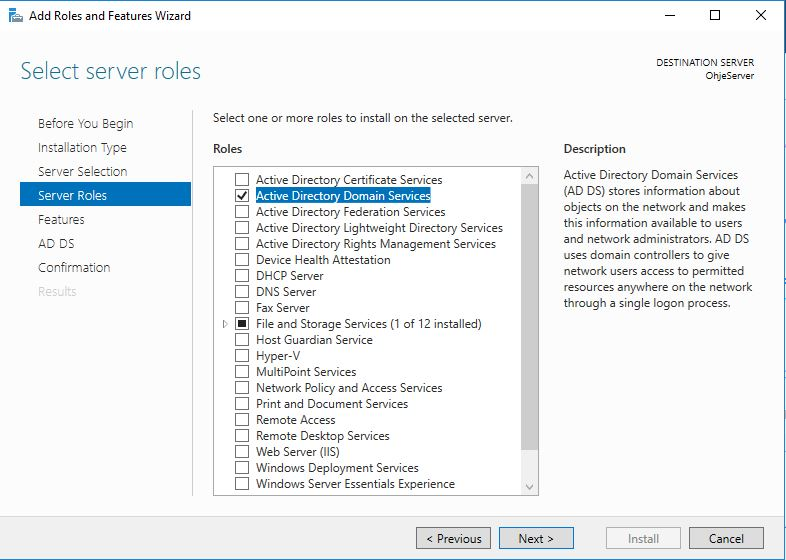 Add Roles and Features Wizard
Select server roles
DESTINATION SERVER
OhjeServer
Before You Begin
Installation Type
Server Selection
Server Roles
Features
AD DS
Confirmation
Results
Select one or more roles to install on the selected server.
Roles
Active Directory Certificate Services
Active Directory Domain Services
Active Directory Federation Services
Active Directory Lightweight Directory Services
Active Directory Rights Management Services
Device Health Attestation
DHCP Server
DNS Server
Fax Server
File and Storage Services (1 of 12 installed)
Host Guardian Service
Hyper-V
MultiPoint Services
Network Policy and Access Services
Print and Document Services
Remote Access
Remote Desktop Services
Web Server (IIS)
Windows Deployment Services
Windows Server Essentials Experience
Description
Active Directory Domain Services
(AD DS) stores information about
objects on the network and makes
this information available to users
and network administrators. AD DS
uses domain controllers to give
network users access to permitted
resources anywhere on the network
through a single logon process.
< Previous
Next >
Install
Cancel